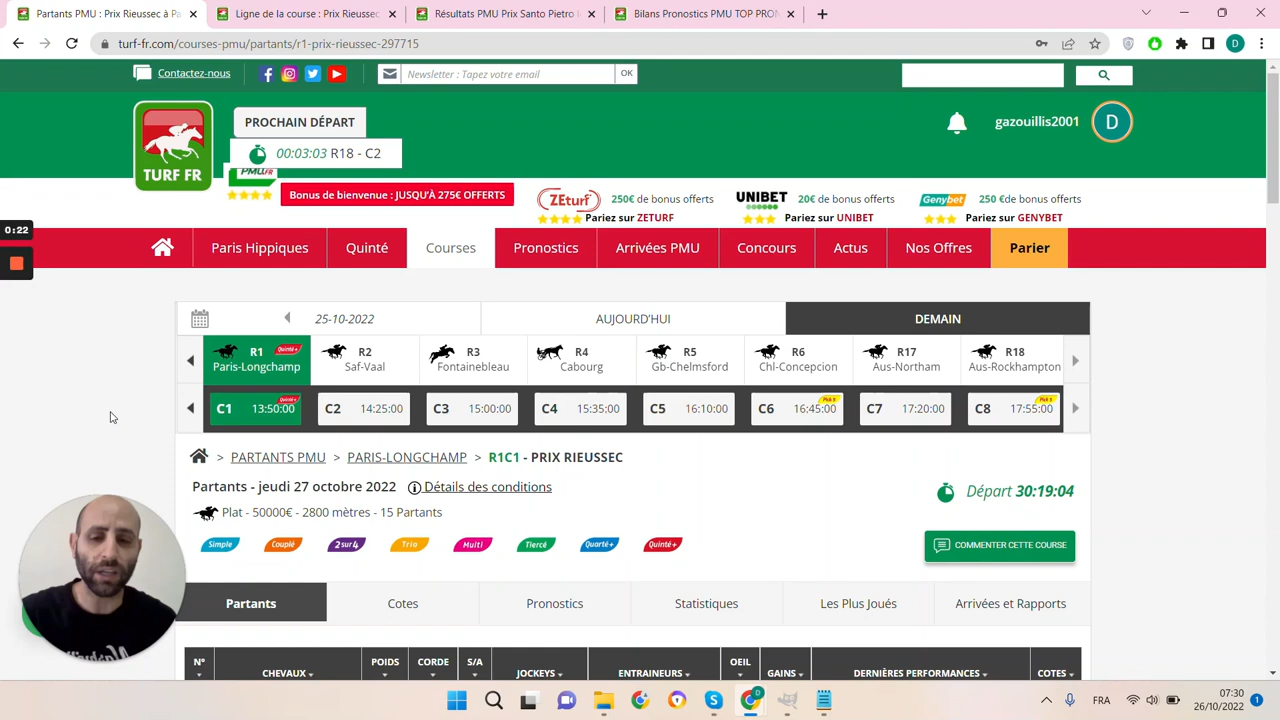 Partants PMU : Prix Rieussec à Pa
Ligne de la course : Prix Rieussec
Résultats PMU Prix Santo Pietro
Bilans Pronostics PMU TOP PRON
turf-fr.com/courses-pmu/partants/r1-prix-rieussec-297715
D
Contactez-nous
Newsletter : Tapez votre email
OK
PROCHAIN DÉPART
00:03:03 R18 - C2
TURF FR
gazouillis2001
D
PMU.FR
Bonus de bienvenue : JUSQU'À 275€ OFFERTS
ZEturf
250€ de bonus offerts
Pariez sur ZETURF
UNIBET
20€ de bonus offerts
Pariez sur UNIBET
Genybet
250 € de bonus offerts
Pariez sur GENYBET
0:22
Paris Hippiques
Quinté
Courses
Pronostics
Arrivées PMU
Concours
Actus
Nos Offres
Parier
25-10-2022
AUJOURD'HUI
DEMAIN
R1 Quinté+
Paris-Longchamp
R2
Saf-Vaal
R3
Fontainebleau
R4
Cabourg
R5
Gb-Chelmsford
R6
Chl-Concepcion
R17
Aus-Northam
R18
Aus-Rockhampton
C1 13:50:00 Quinté+
C2 14:25:00
C3 15:00:00
C4 15:35:00
C5 16:10:00
C6 16:45:00 Pick 5
C7 17:20:00
C8 17:55:00 Pick 5
> PARTANTS PMU > PARIS-LONGCHAMP > R1C1 - PRIX RIEUSSEC
Partants - jeudi 27 octobre 2022 Détails des conditions
Départ 30:19:04
Plat - 50000€ - 2800 mètres - 15 Partants
Simple
Couplé
2sur4
Trio
Multi
Tiercé
Quarté+
Quinté+
COMMENTER CETTE COURSE
Partants
Cotes
Pronostics
Statistiques
Les Plus Joués
Arrivées et Rapports
N°
CHEVAUX
POIDS
CORDE
S/A
JOCKEYS
ENTRAINEURS
OEIL
GAINS
DERNIÈRES PERFORMANCES
COTES
FRA
07:30
26/10/2022
1